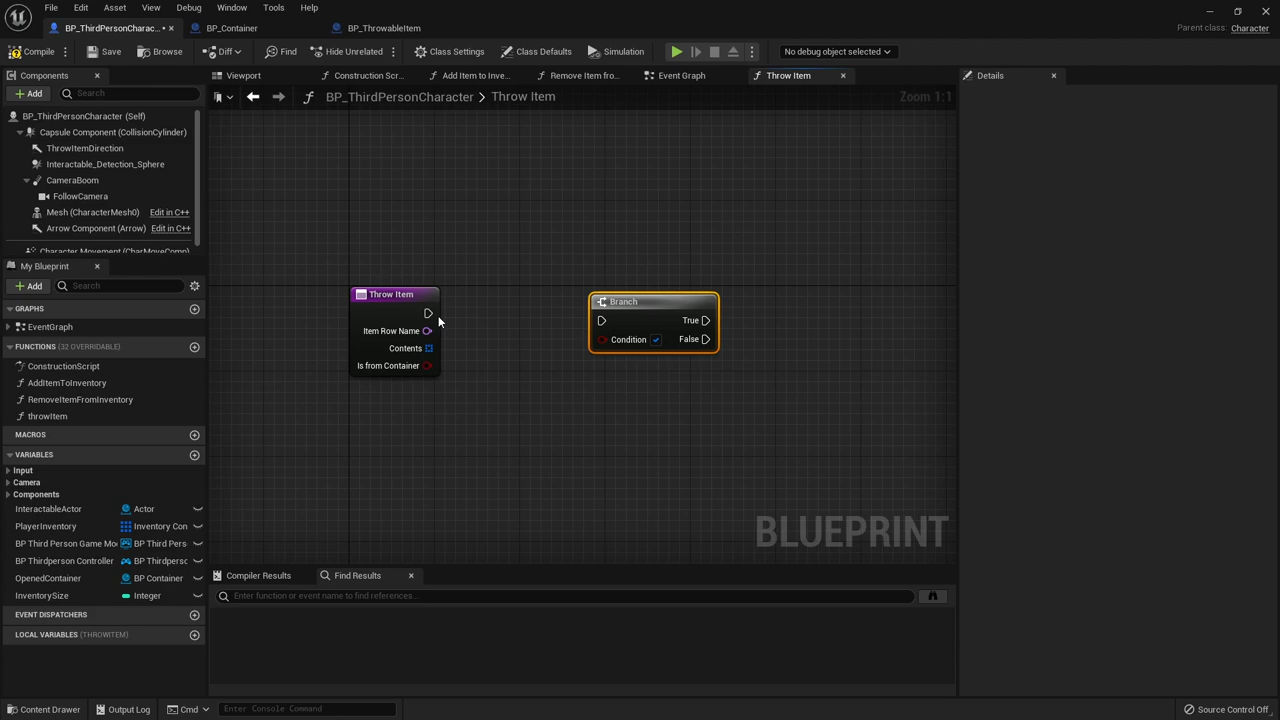 File Edit Asset View Debug Window Tools Help
BP_ThirdPersonCharac... • BP_Container BP_ThrowableItem
Parent class: Character
Compile Save Browse Diff Find Hide Unrelated Class Settings Class Defaults Simulation No debug object selected
Components Viewport Construction Scr... Add Item to Inve... Remove Item fro... Event Graph Throw Item Details
Add Search BP_ThirdPersonCharacter > Throw Item Zoom 1:1
BP_ThirdPersonCharacter (Self)
Capsule Component (CollisionCylinder)
ThrowItemDirection
Interactable_Detection_Sphere
CameraBoom
FollowCamera
Mesh (CharacterMesh0) Edit in C++
Arrow Component (Arrow) Edit in C++
Character Movement (CharMoveComp)
My Blueprint
Add Search
GRAPHS
EventGraph
FUNCTIONS (32 OVERRIDABLE)
ConstructionScript
AddItemToInventory
RemoveItemFromInventory
throwItem
MACROS
VARIABLES
Input
Camera
Components
InteractableActor Actor
PlayerInventory Inventory Con
BP Third Person Game Mo BP Third Pers
BP Thirdperson Controller BP Thirdpersc
OpenedContainer BP Container
InventorySize Integer
EVENT DISPATCHERS
LOCAL VARIABLES (THROWITEM)
Throw Item
Item Row Name
Contents
Is from Container
Branch
True
Condition False
BLUEPRINT
Compiler Results Find Results
Enter function or event name to find references...
Content Drawer Output Log Cmd Enter Console Command Source Control Off